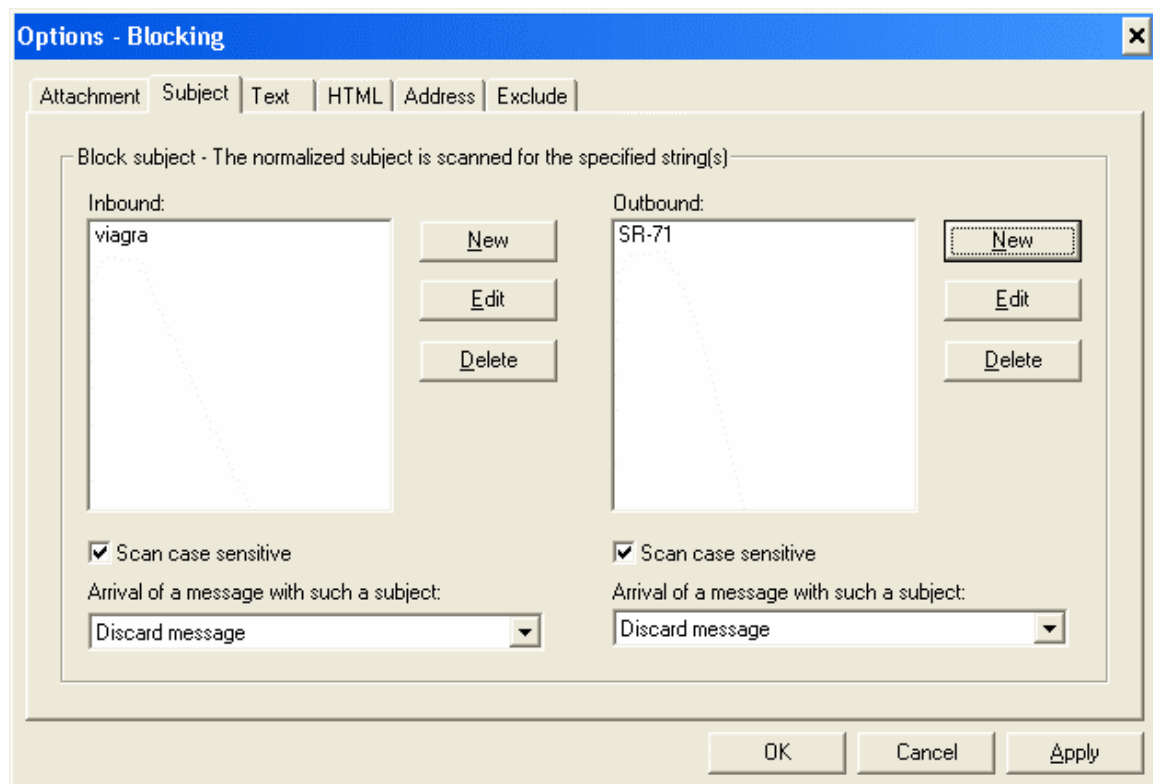 Options - Blocking
Attachment Subject Text HTML Address Exclude
Block subject - The normalized subject is scanned for the specified string(s)
Inbound:
viagra
New
Edit
Delete
Scan case sensitive
Arrival of a message with such a subject:
Discard message
Outbound:
SR-71
New
Edit
Delete
Scan case sensitive
Arrival of a message with such a subject:
Discard message
OK Cancel Apply